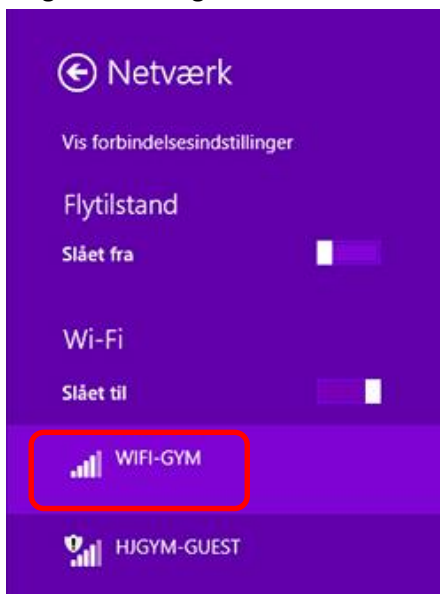 Netværk
Vis forbindelsesindstillinger
Flytilstand
Slået fra
Wi-Fi
Slået til
WIFI-GYM
HJGYM-GUEST